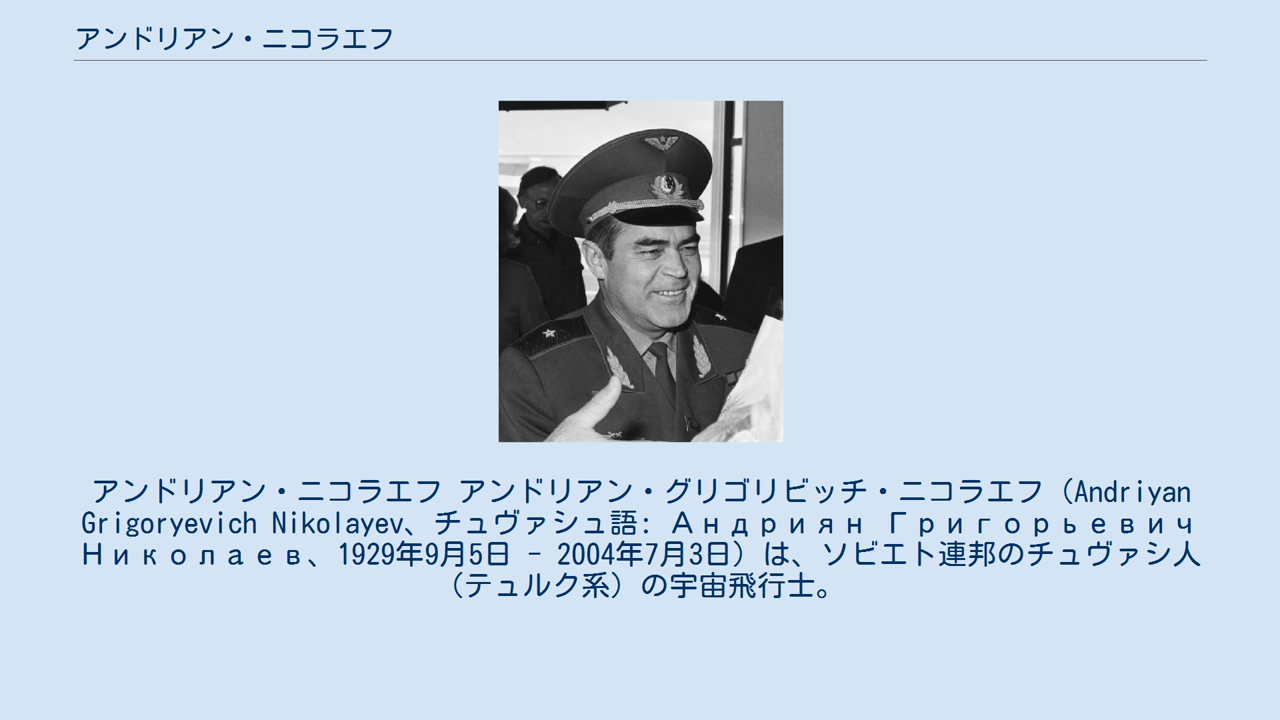 アンドリアン・ニコラエフ
アンドリアン・ニコラエフ アンドリアン・グリゴリビッチ・ニコラエフ（Andriyan
Grigoryevich Nikolayev、チュヴァシュ語: Андриян Григорьевич
Николаев、1929年9月5日 - 2004年7月3日）は、ソビエト連邦のチュヴァシ人
（テュルク系）の宇宙飛行士。